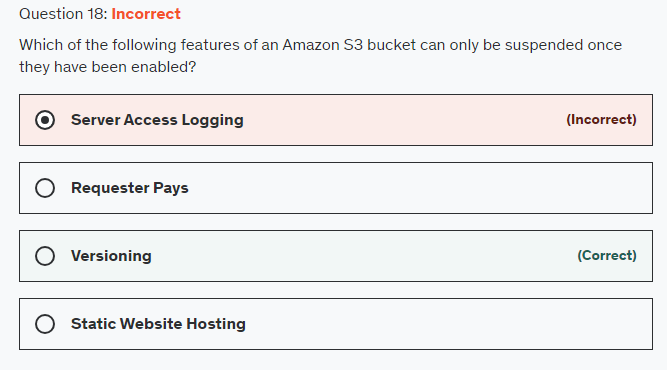 Question 18: Incorrect
Which of the following features of an Amazon S3 bucket can only be suspended once
they have been enabled?
Server Access Logging (Incorrect)
Requester Pays
Versioning (Correct)
Static Website Hosting